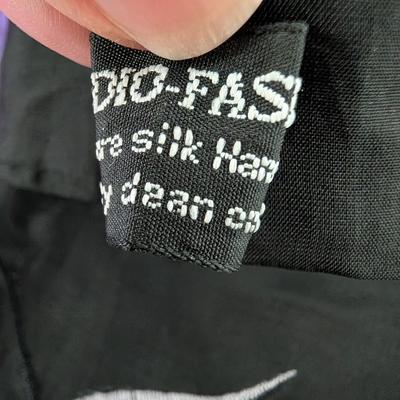 DIO-FAS
re silk Han
y dean on